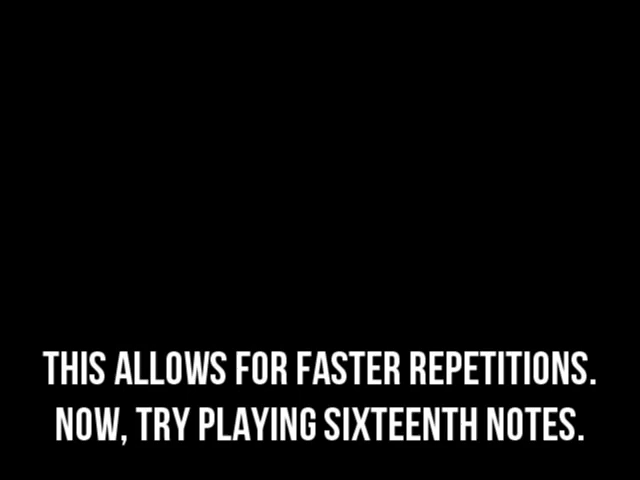 THIS ALLOWS FOR FASTER REPETITIONS.
NOW, TRY PLAYING SIXTEENTH NOTES.